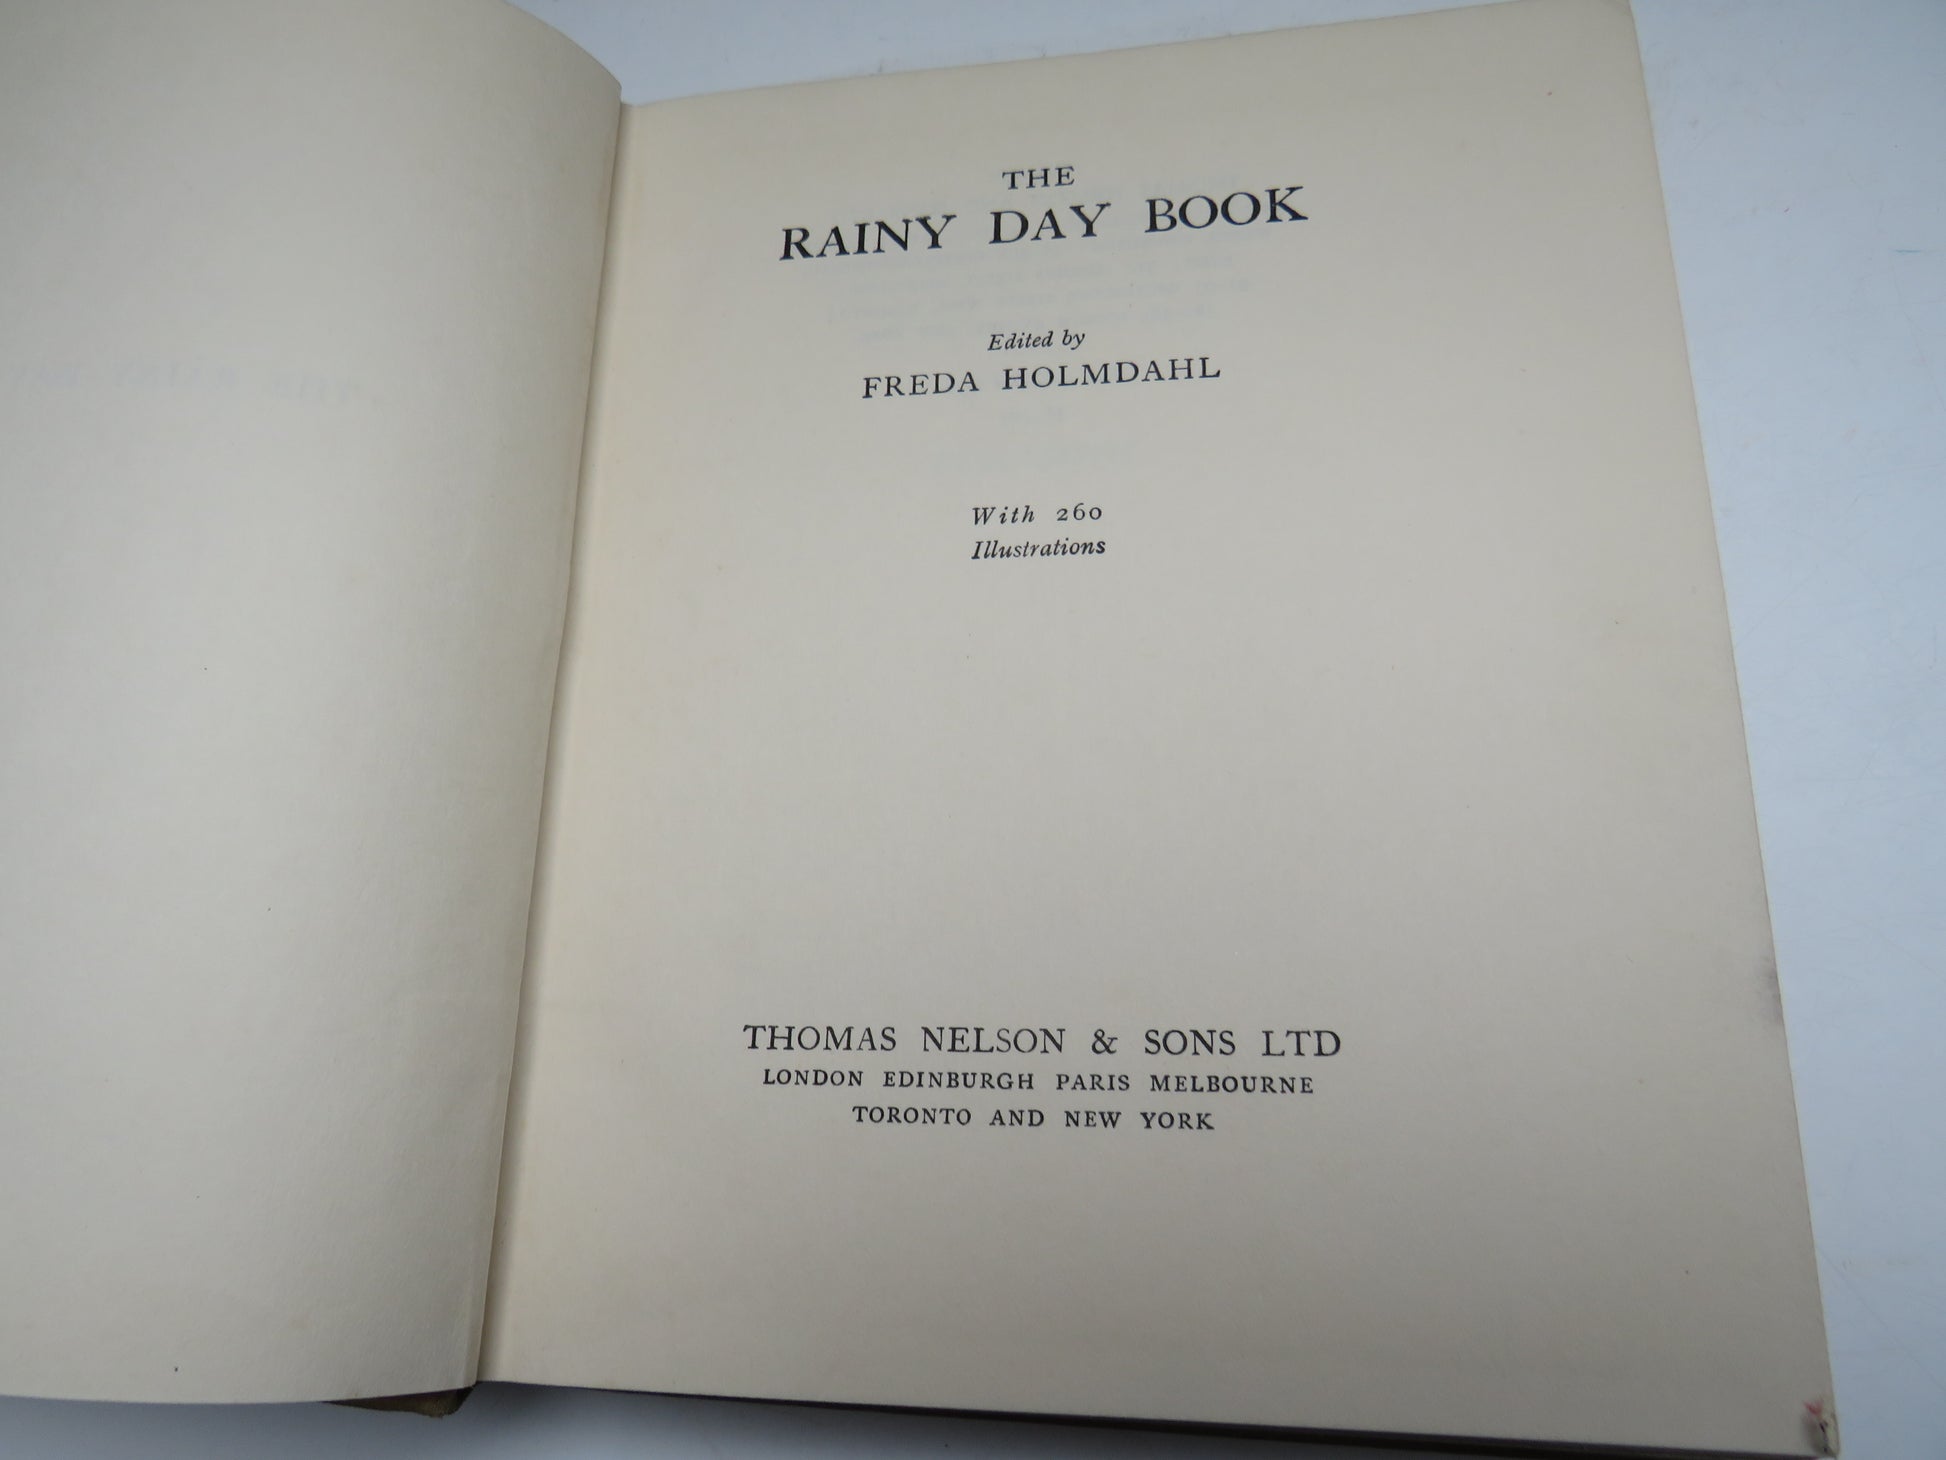 THE
RAINY DAY BOOK
Edited by
FREDA HOLMDAHL
With 260
Illustrations
THOMAS NELSON & SONS LTD
LONDON EDINBURGH PARIS MELBOURNE
TORONTO AND NEW YORK